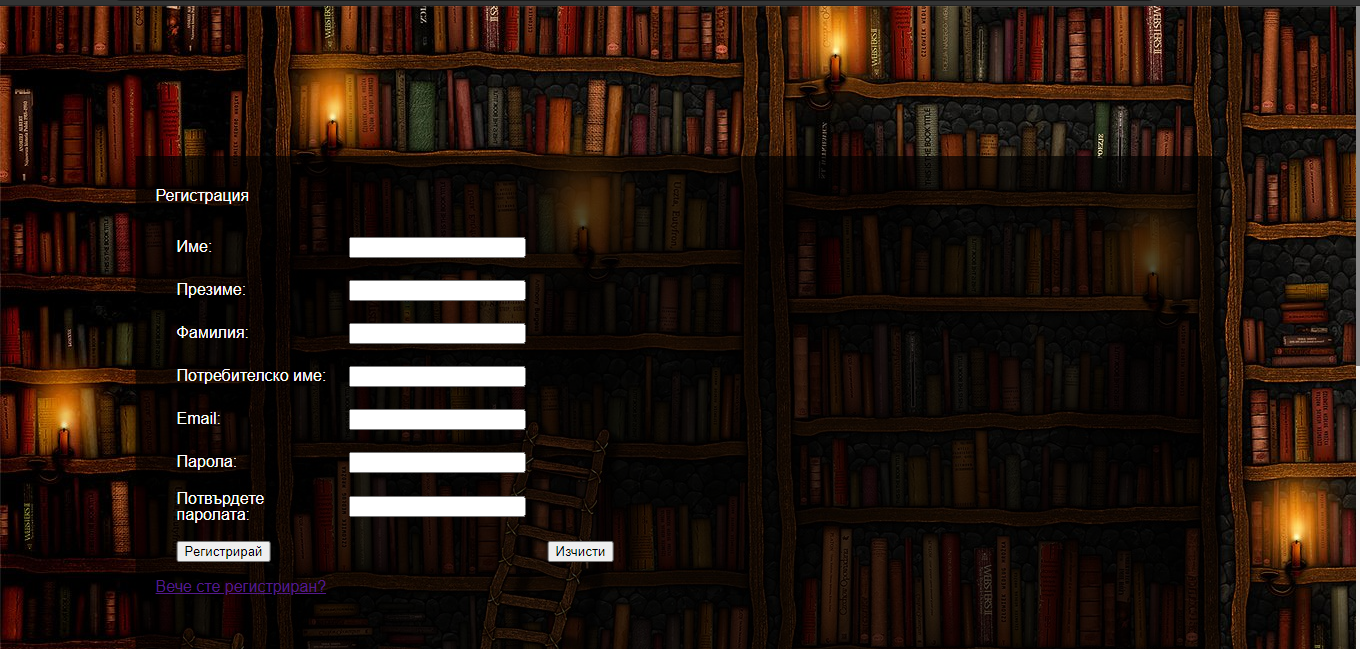 Регистрация
Име:
Презиме:
Фамилия:
Потребителско име:
Email:
Парола:
Потвърдете
паролата:
Регистрирай
Изчисти
Вече сте регистриран?